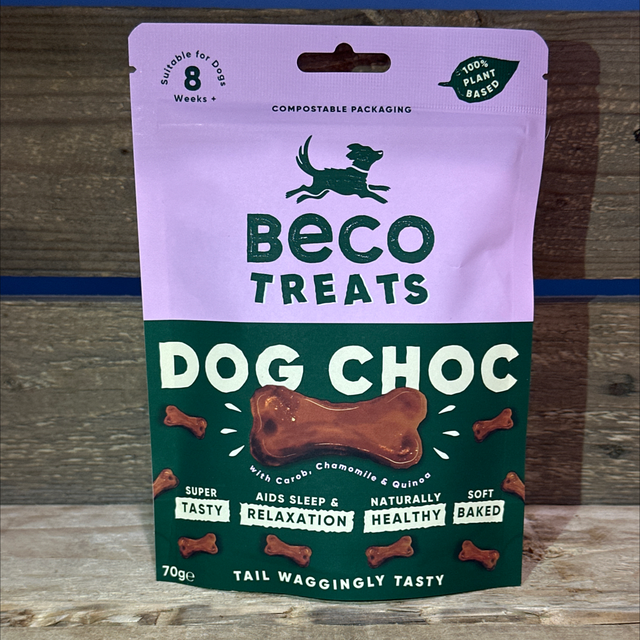 Suitable for Dogs
8
Weeks +
100%
PLANT
BASED
COMPOSTABLE PACKAGING
Beco
TREATS
DOG CHOC
with Carob, Chamomile & Quinoa
SUPER
TASTY
AIDS SLEEP &
RELAXATION
NATURALLY
HEALTHY
SOFT
BAKED
70g℮
TAIL WAGGINGLY TASTY